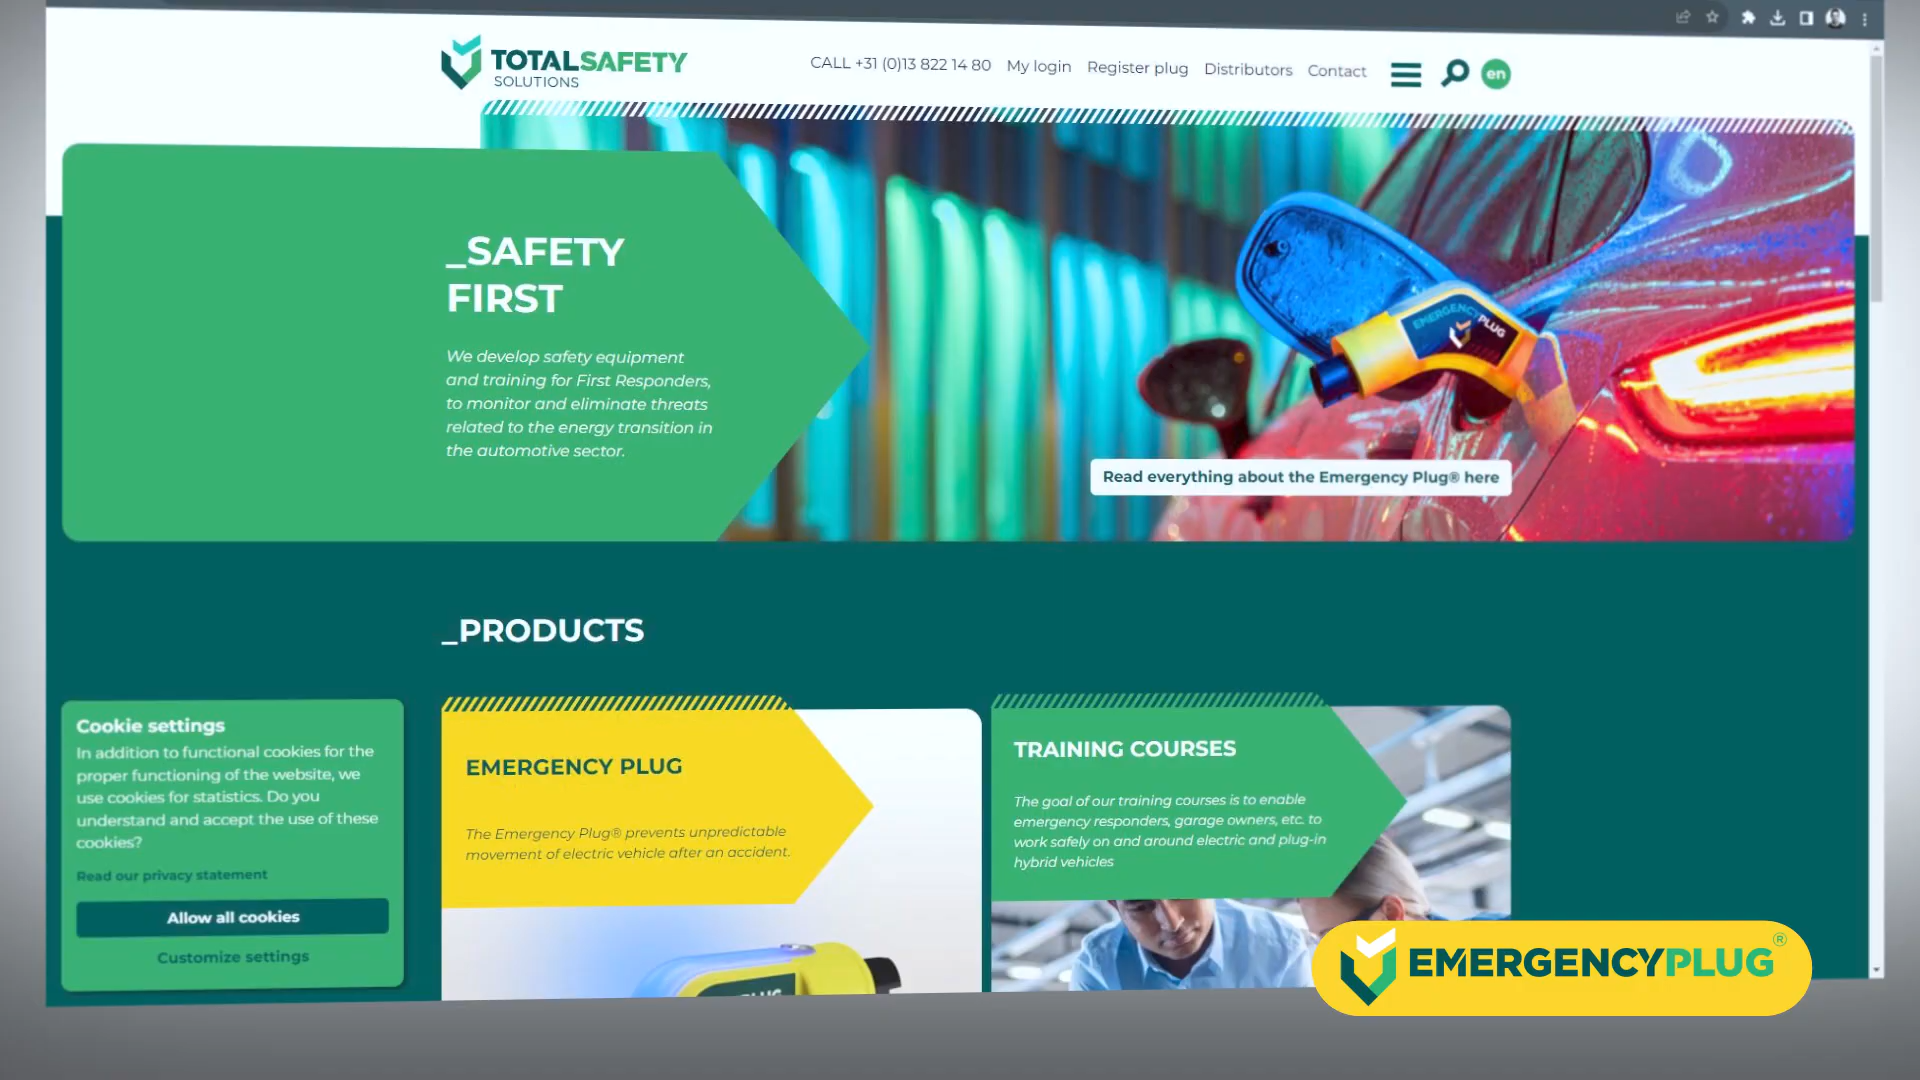 TOTALSAFETY
SOLUTIONS
CALL +31 (0)13 822 14 80 My login Register plug Distributors Contact
en
_SAFETY
FIRST
We develop safety equipment
and training for First Responders,
to monitor and eliminate threats
related to the energy transition in
the automotive sector.
EMERGENCYPLUG
Read everything about the Emergency Plug® here
_PRODUCTS
Cookie settings
In addition to functional cookies for the
proper functioning of the website, we
use cookies for statistics. Do you
understand and accept the use of these
cookies?
Read our privacy statement
Allow all cookies
Customize settings
EMERGENCY PLUG
The Emergency Plug® prevents unpredictable
movement of electric vehicle after an accident.
TRAINING COURSES
The goal of our training courses is to enable
emergency responders, garage owners, etc. to
work safely on and around electric and plug-in
hybrid vehicles
EMERGENCYPLUG®